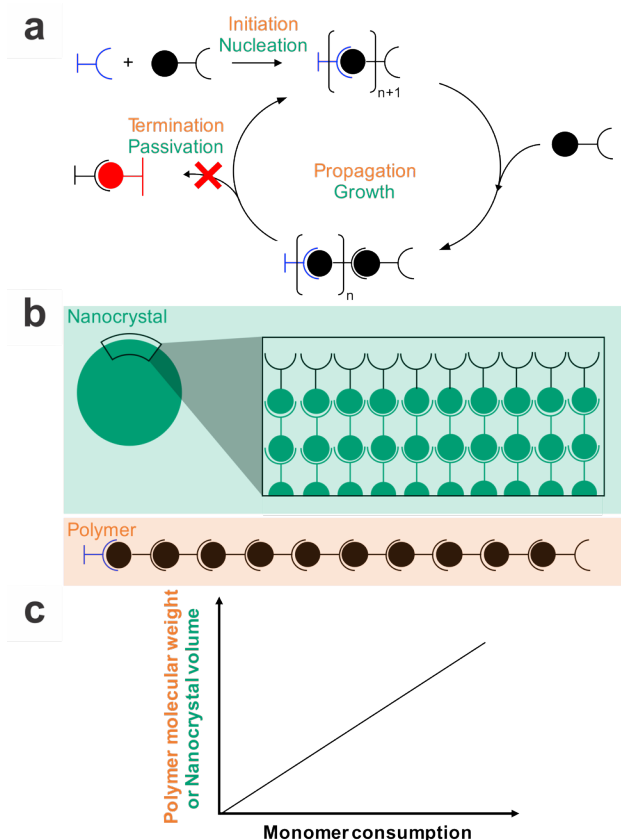 a
Initiation
Nucleation
+
n+1
Termination
Passivation
Propagation
Growth
n
b
Nanocrystal
Polymer
c
Polymer molecular weight
or Nanocrystal volume
Monomer consumption